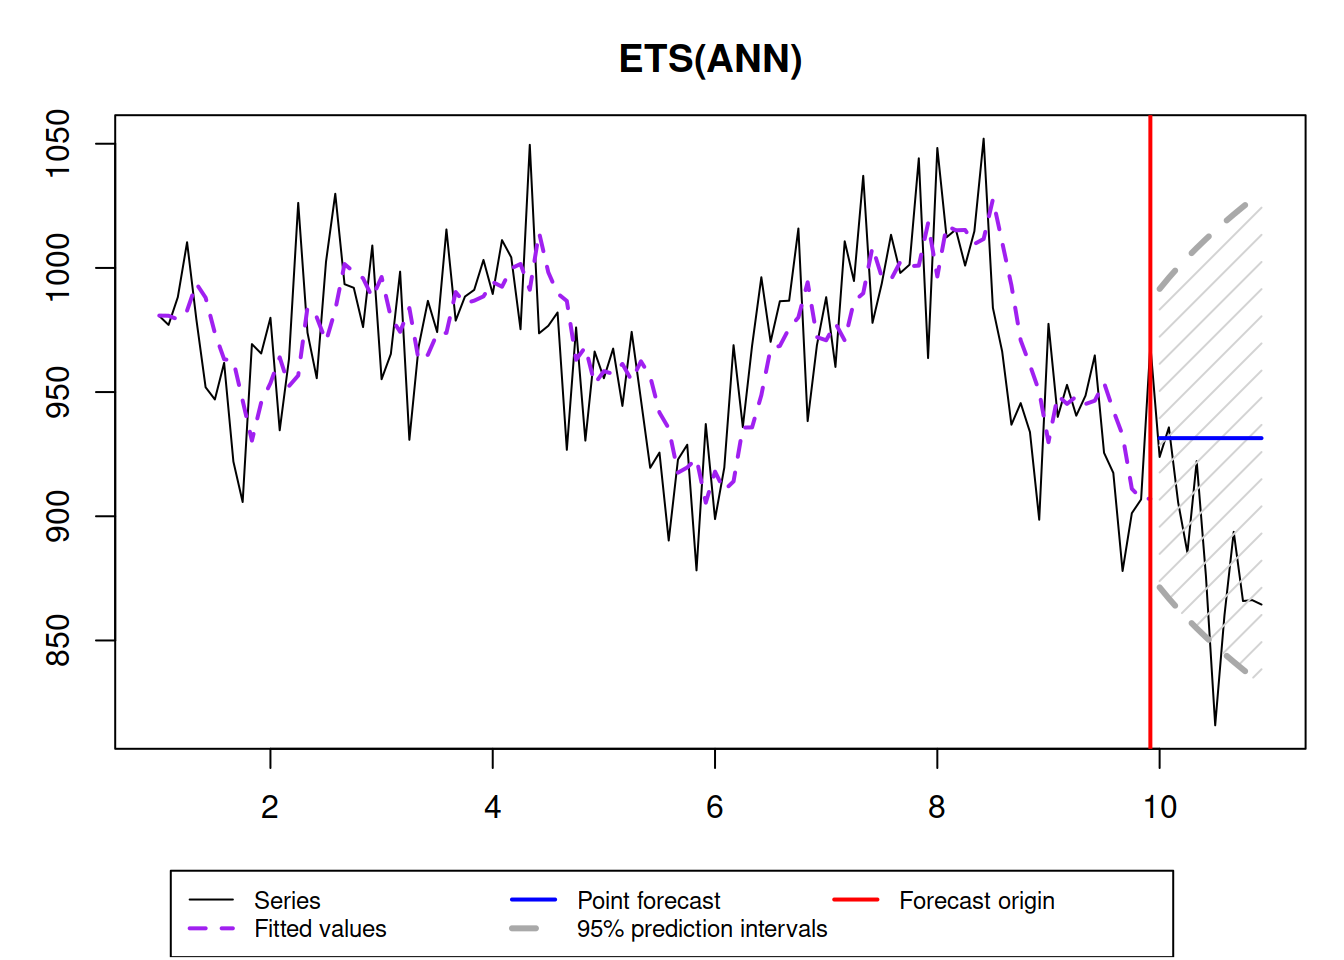 ETS(ANN)
1050
1000
950
900
850
2 4 6 8 10
Series Point forecast Forecast origin
Fitted values 95% prediction intervals